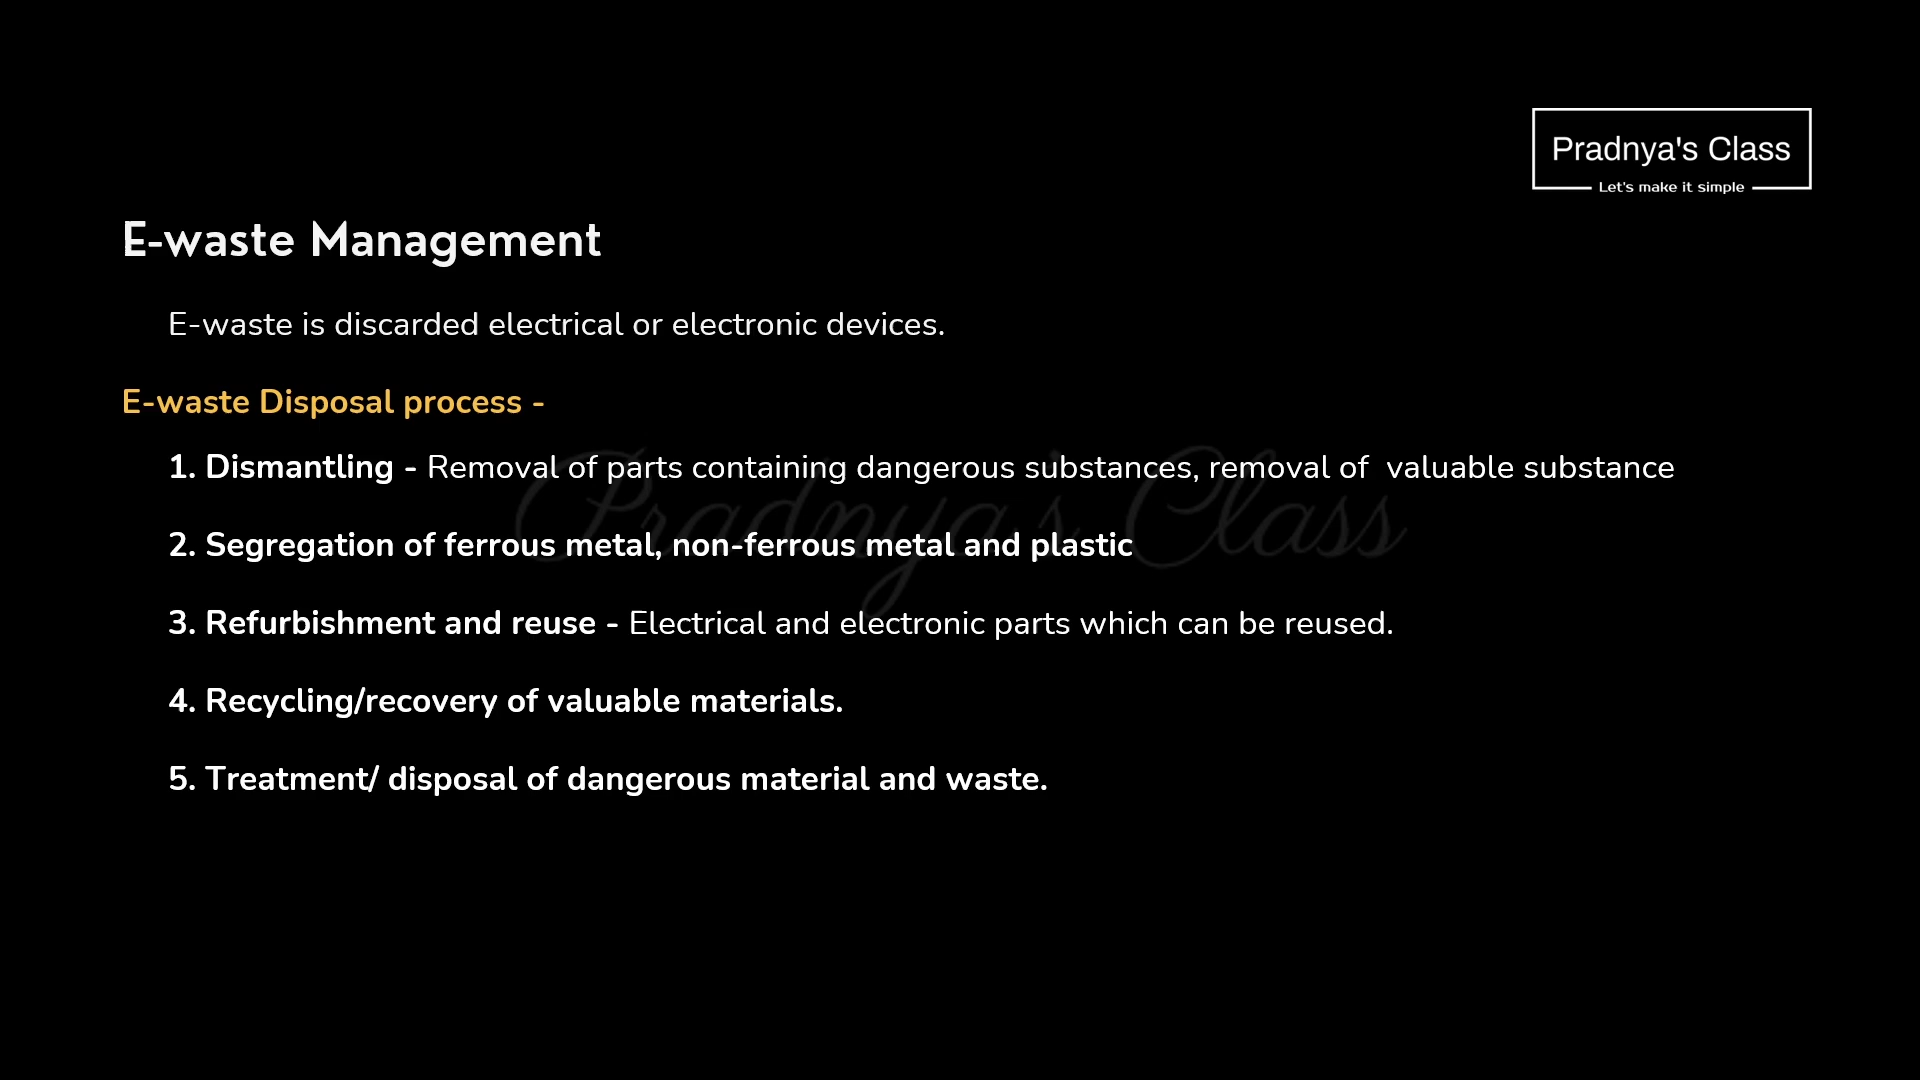 Pradnya's Class
Let's make it simple
E-waste Management
E-waste is discarded electrical or electronic devices.
E-waste Disposal process -
1. Dismantling - Removal of parts containing dangerous substances, removal of  valuable substance
Pradnya's Class
2. Segregation of ferrous metal, non-ferrous metal and plastic
3. Refurbishment and reuse - Electrical and electronic parts which can be reused.
4. Recycling/recovery of valuable materials.
5. Treatment/ disposal of dangerous material and waste.